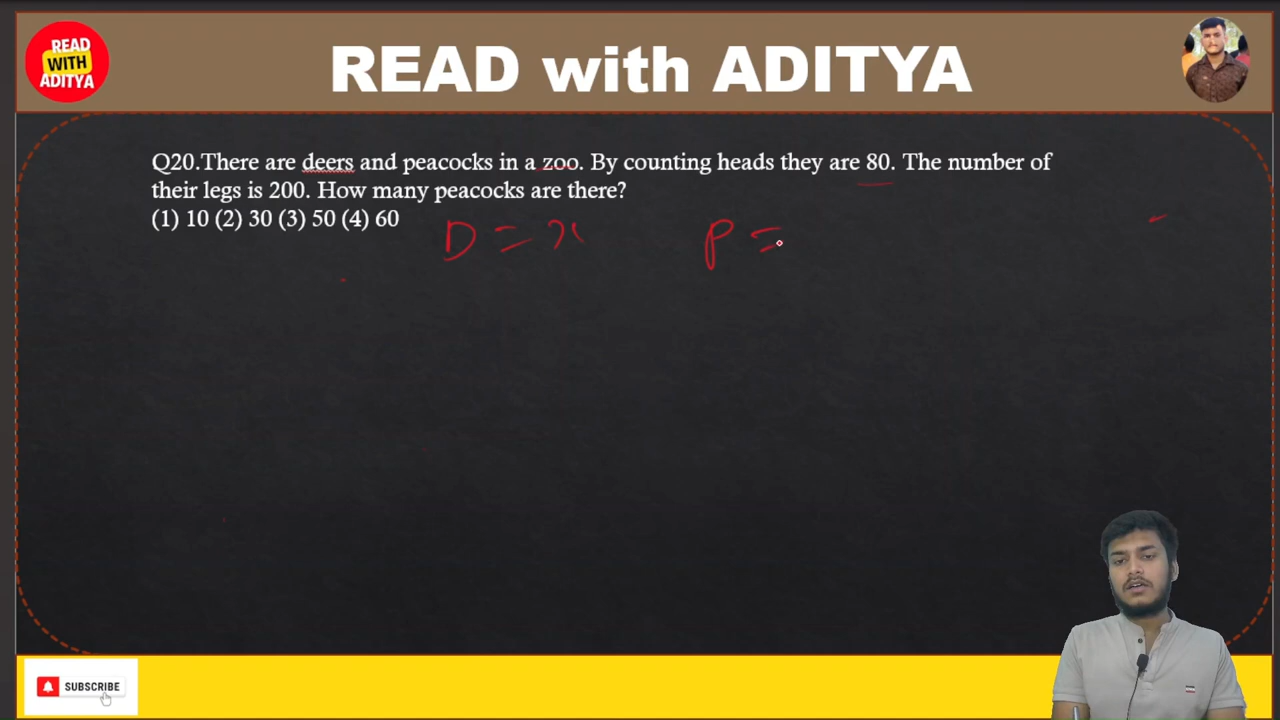 READ
WITH
ADITYA
READ with ADITYA
Q20.There are deers and peacocks in a zoo. By counting heads they are 80. The number of
their legs is 200. How many peacocks are there?
(1) 10 (2) 30 (3) 50 (4) 60
D = x P =
SUBSCRIBE